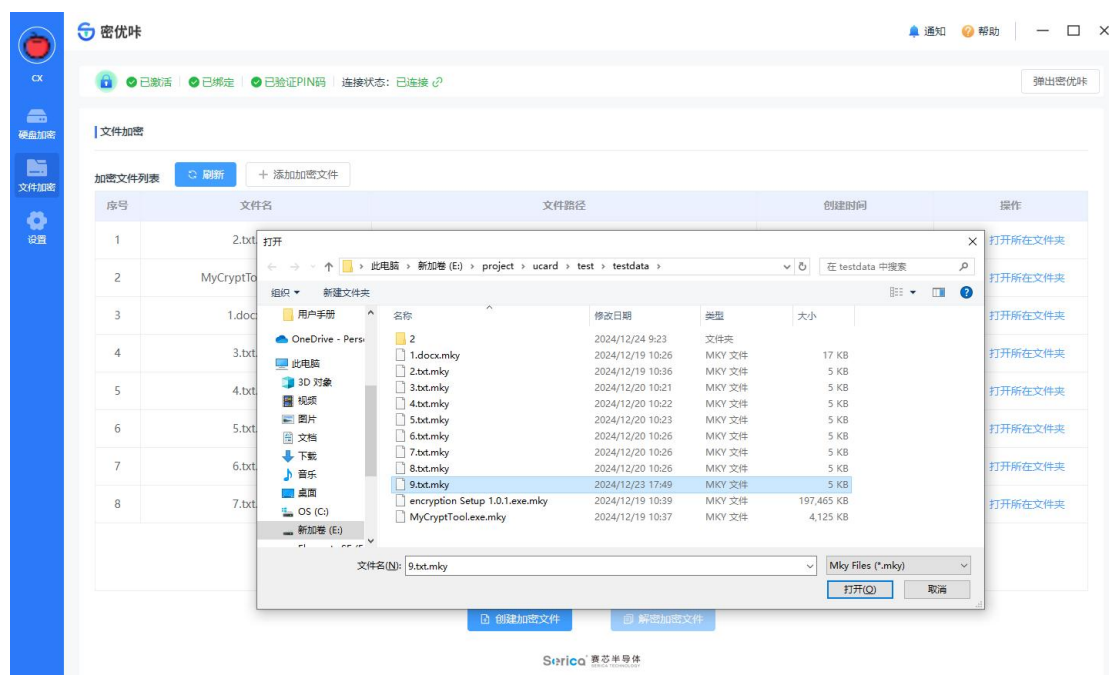 密优咔
通知
帮助
CX
已激活
已绑定
已验证PIN码
连接状态：已连接
弹出密优咔
硬盘加密
文件加密
设置
文件加密
加密文件列表
刷新
+ 添加加密文件
序号 文件名 文件路径 创建时间 操作
1 2.txt 打开所在文件夹
2 MyCryptTo 打开所在文件夹
3 1.doc 打开所在文件夹
4 3.txt 打开所在文件夹
5 4.txt 打开所在文件夹
6 5.txt 打开所在文件夹
7 6.txt 打开所在文件夹
8 7.txt 打开所在文件夹
打开
此电脑 › 新加卷 (E:) › project › ucard › test › testdata ›
在 testdata 中搜索
组织
新建文件夹
用户手册
OneDrive - Pers
此电脑
3D 对象
视频
图片
文档
下载
音乐
桌面
OS (C:)
新加卷 (E:)
名称 修改日期 类型 大小
2 2024/12/24 9:23 文件夹
1.docx.mky 2024/12/19 10:26 MKY 文件 17 KB
2.txt.mky 2024/12/19 10:36 MKY 文件 5 KB
3.txt.mky 2024/12/20 10:21 MKY 文件 5 KB
4.txt.mky 2024/12/20 10:22 MKY 文件 5 KB
5.txt.mky 2024/12/20 10:23 MKY 文件 5 KB
6.txt.mky 2024/12/20 10:26 MKY 文件 5 KB
7.txt.mky 2024/12/20 10:26 MKY 文件 5 KB
8.txt.mky 2024/12/20 10:26 MKY 文件 5 KB
9.txt.mky 2024/12/23 17:49 MKY 文件 5 KB
encryption Setup 1.0.1.exe.mky 2024/12/19 10:39 MKY 文件 197,465 KB
MyCryptTool.exe.mky 2024/12/19 10:37 MKY 文件 4,125 KB
文件名(N): 9.txt.mky
Mky Files (*.mky)
打开(O)
取消
创建加密文件
解密加密文件
Serica 赛芯半导体